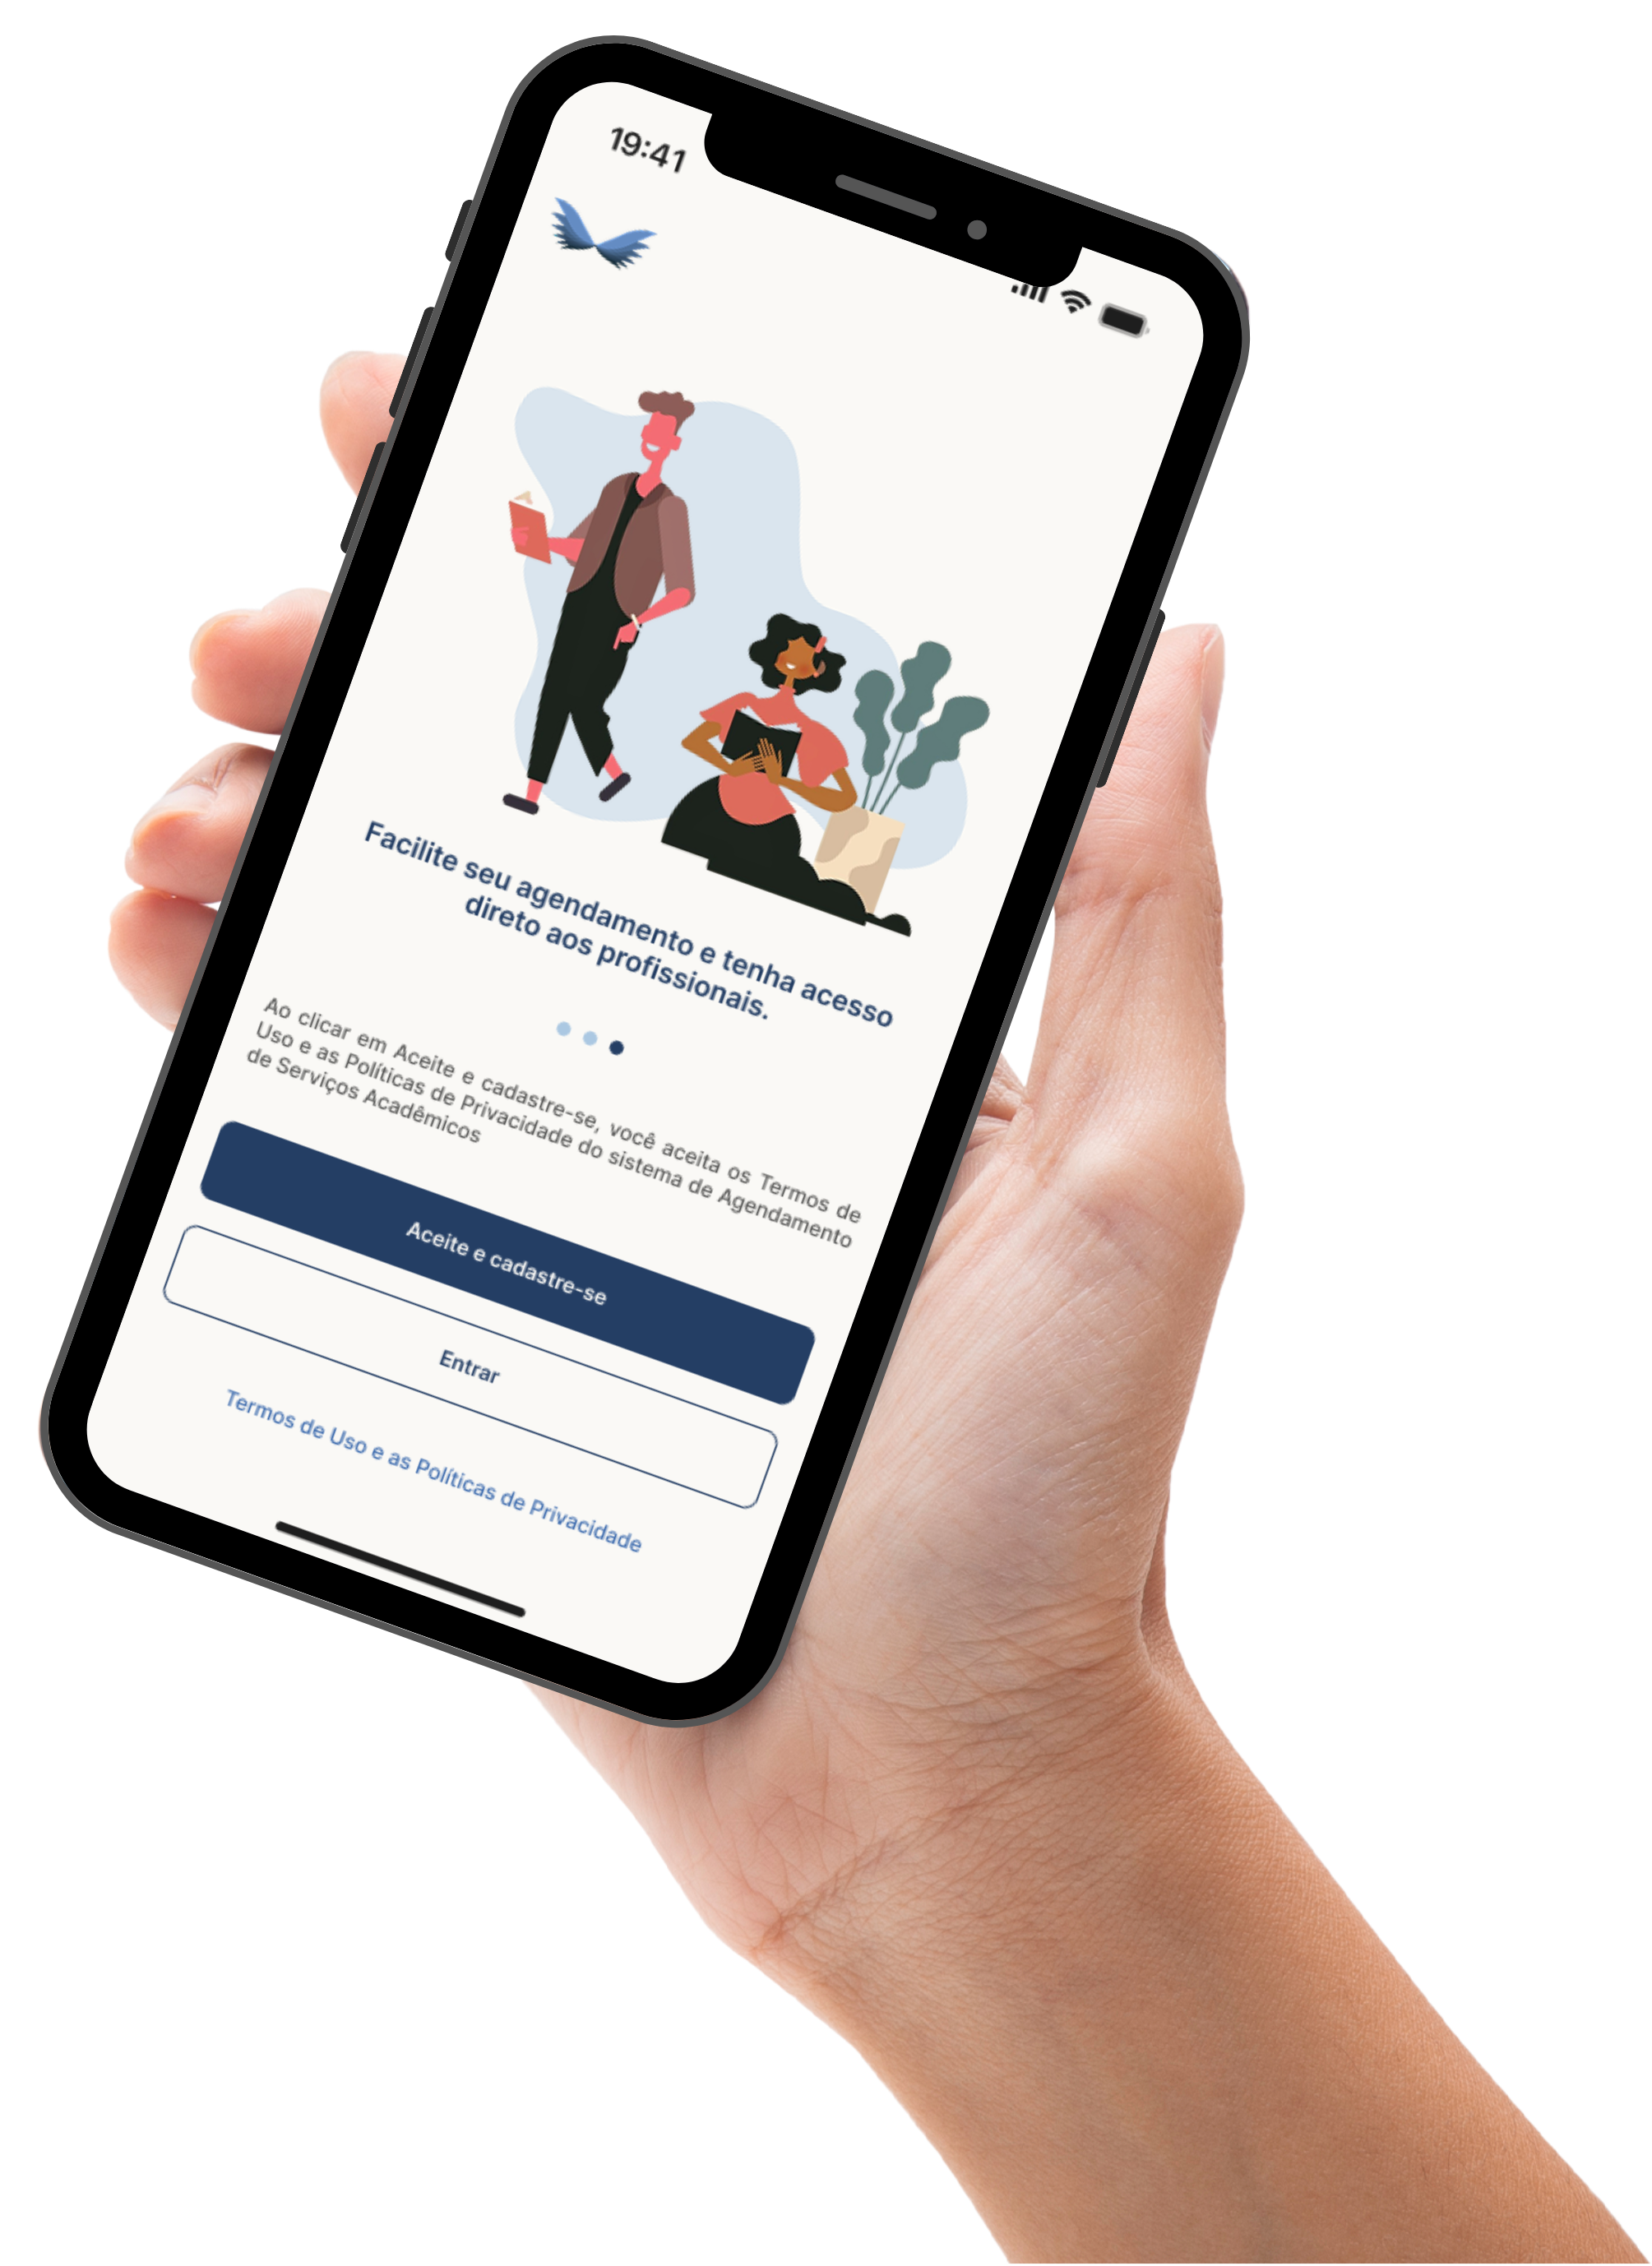 19:41
Facilite seu agendamento e tenha acesso
direto aos profissionais.
Ao clicar em Aceite e cadastre-se, você aceita os Termos de
Uso e as Políticas de Privacidade do sistema de Agendamento
de Serviços Acadêmicos
Aceite e cadastre-se
Entrar
Termos de Uso e as Políticas de Privacidade